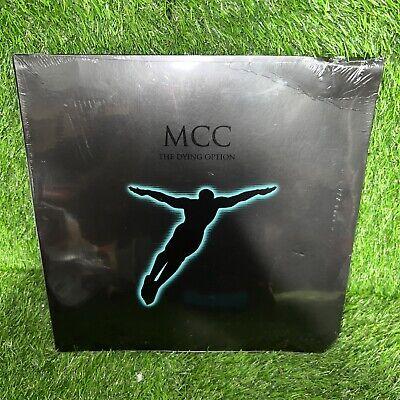 MCC
THE DYING OPTION